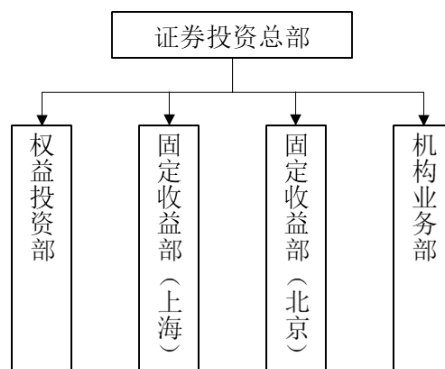 证券投资总部
权益投资部
固定收益部（上海）
固定收益部（北京）
机构业务部